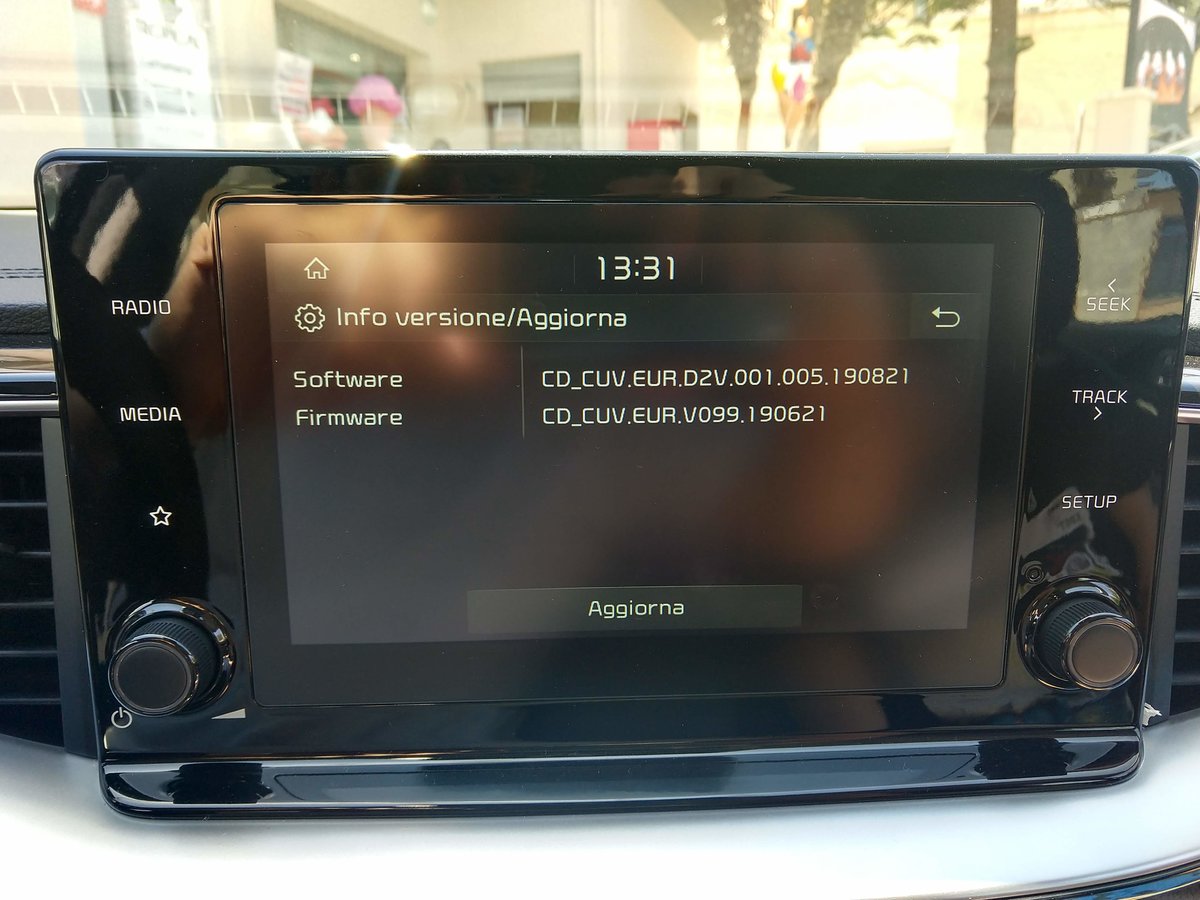 13:31
Info versione/Aggiorna
Software CD_CUV.EUR.D2V.001.005.190821
Firmware CD_CUV.EUR.V099.190621
Aggiorna
RADIO
MEDIA
< SEEK
TRACK >
SETUP